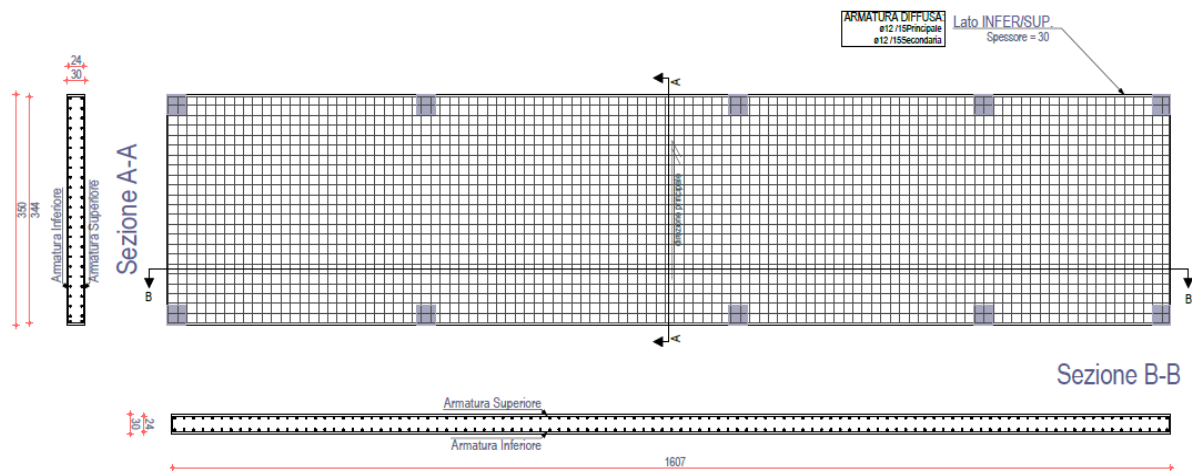 ARMATURA DIFFUSA:
ø12 /15Principale
ø12 /15Secondaria
Lato INFER/SUP.
Spessore = 30
24
30
A
350
344
Armatura Inferiore
Armatura Superiore
Sezione A-A
direzione principale
B
B
A
Sezione B-B
Armatura Superiore
30
24
Armatura Inferiore
1607